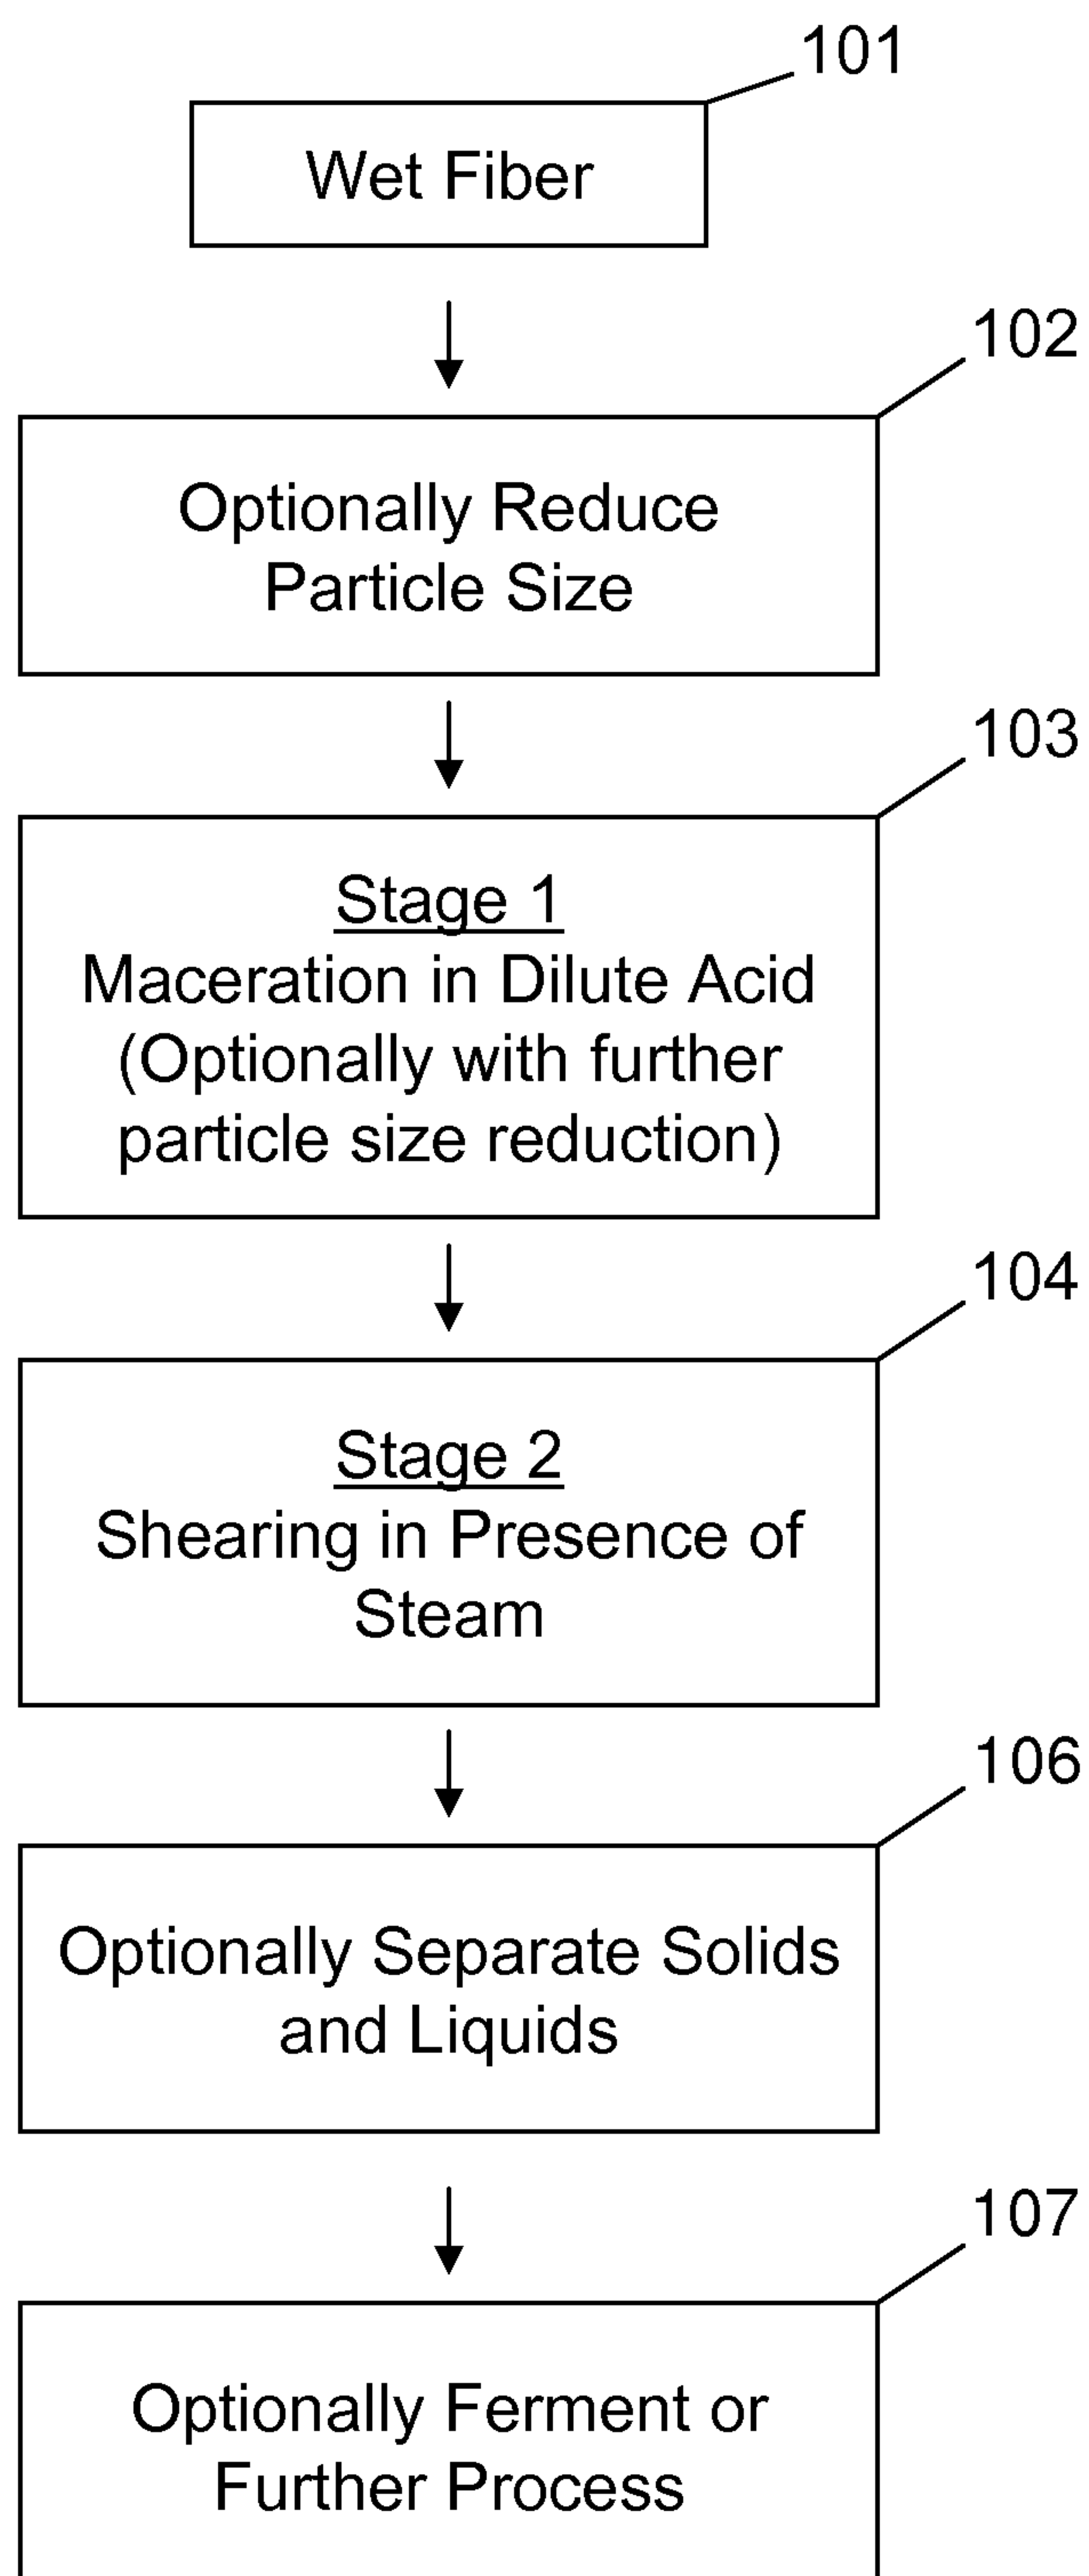 101
Wet Fiber
102
Optionally Reduce
Particle Size
103
Stage 1
Maceration in Dilute Acid
(Optionally with further
particle size reduction)
104
Stage 2
Shearing in Presence of
Steam
106
Optionally Separate Solids
and Liquids
107
Optionally Ferment or
Further Process